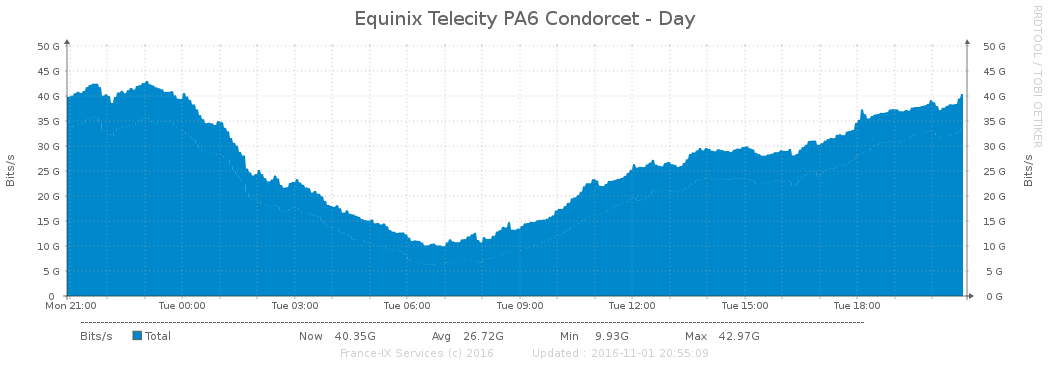 Equinix Telecity PA6 Condorcet - Day
RRDTOOL / TOBI OETIKER
Bits/s
50 G
45 G
40 G
35 G
30 G
25 G
20 G
15 G
10 G
5 G
0
50 G
45 G
40 G
35 G
30 G
25 G
20 G
15 G
10 G
5 G
0 G
Bits/s
Mon 21:00 Tue 00:00 Tue 03:00 Tue 06:00 Tue 09:00 Tue 12:00 Tue 15:00 Tue 18:00
Bits/s Total Now 40.35G Avg 26.72G Min 9.93G Max 42.97G
France-IX Services (c) 2016 Updated : 2016-11-01 20:55:09